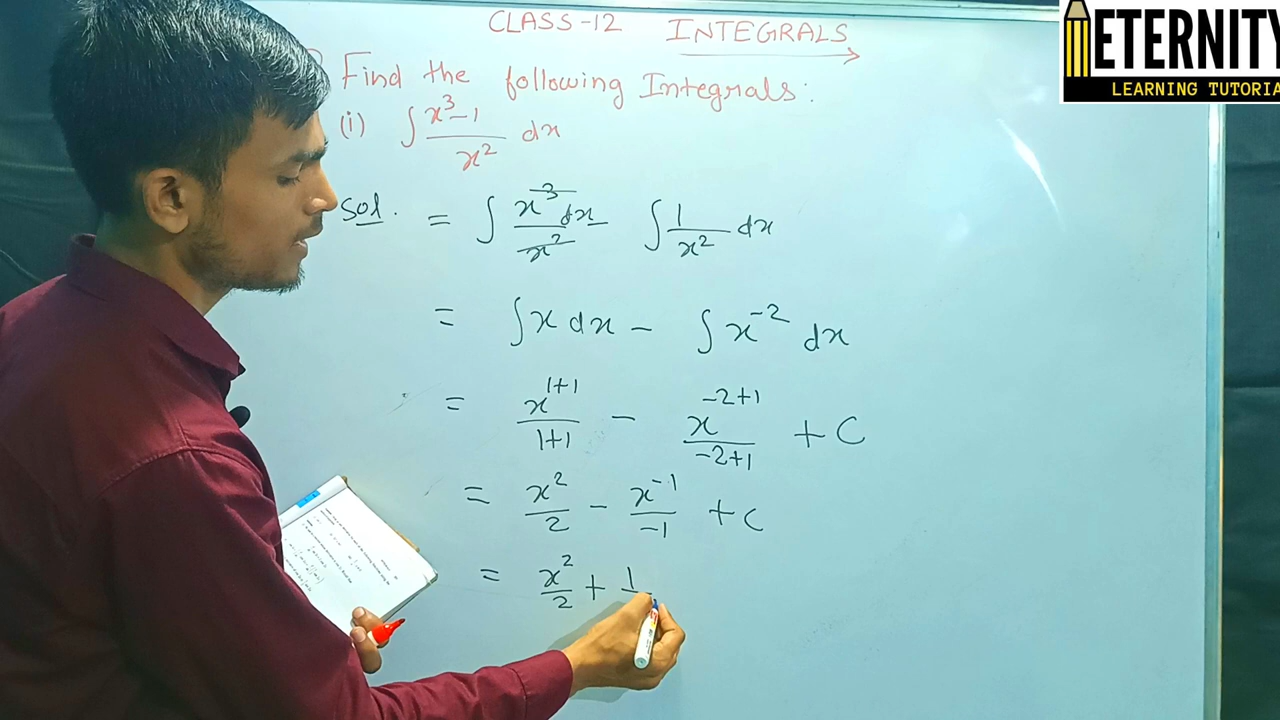 CLASS-12 INTEGRALS
ETERNITY
LEARNING TUTORIA
Find the following Integrals:
(i) ∫ x³-1 / x² dx
Sol. = ∫ x³/x² dx - ∫ 1/x² dx
= ∫x dx - ∫x⁻² dx
= x¹⁺¹/1+1 - x⁻²⁺¹/-2+1 + C
= x²/2 - x⁻¹/-1 + C
= x²/2 + 1